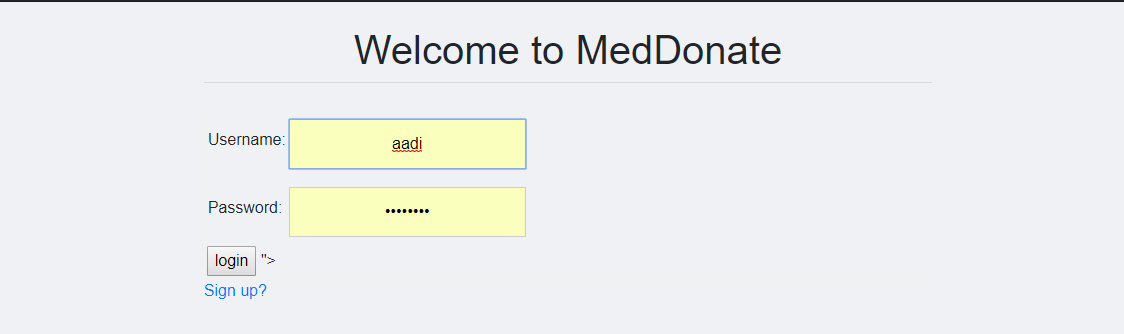 Welcome to MedDonate
Username: aadi
Password: ••••••••
login ">
Sign up?